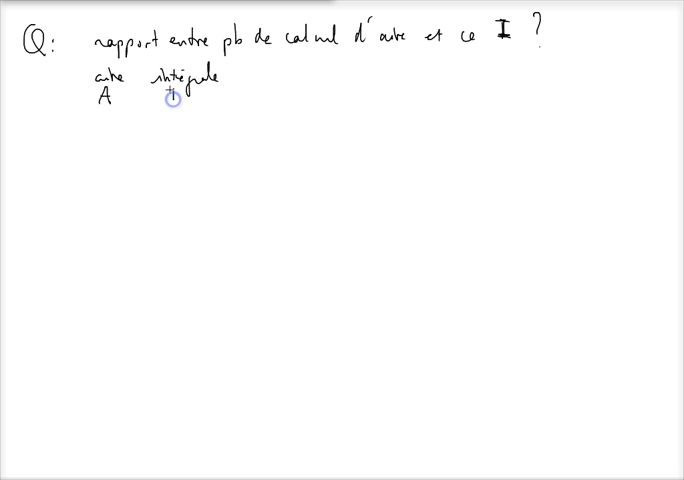 Q: rapport entre pb de calcul d'aire et ce I ?
aire intégrale
A